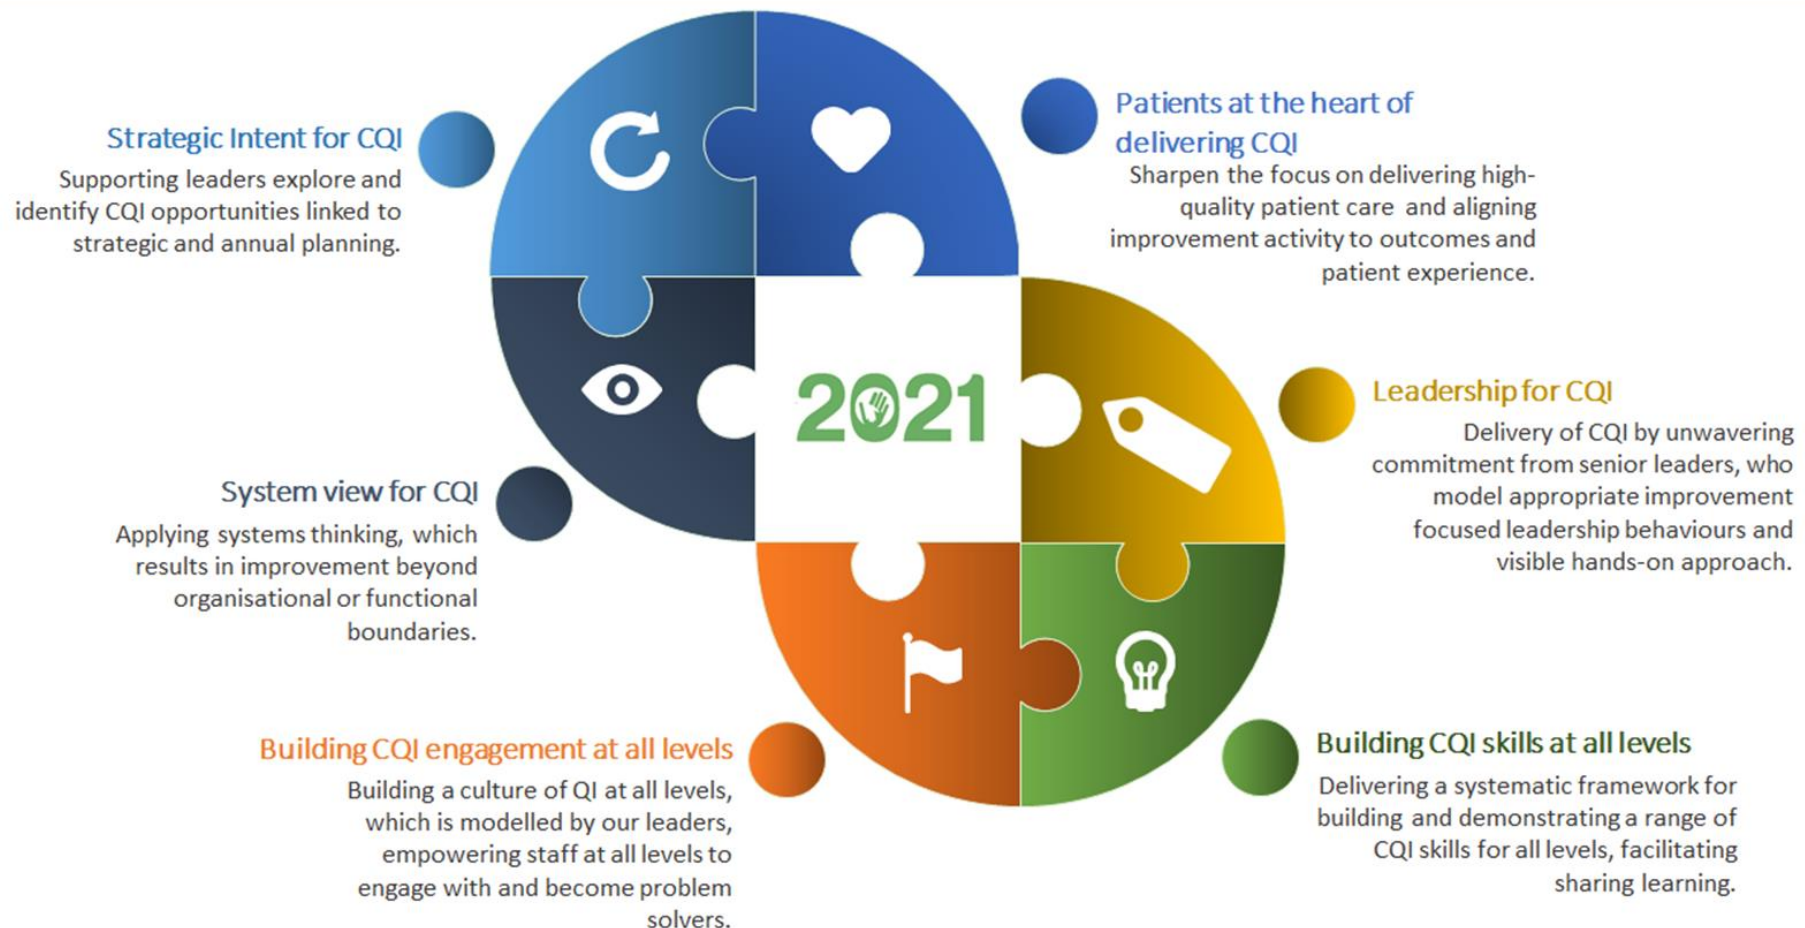 Strategic Intent for CQI
Supporting leaders explore and
identify CQI opportunities linked to
strategic and annual planning.
Patients at the heart of
delivering CQI
Sharpen the focus on delivering high-
quality patient care and aligning
improvement activity to outcomes and
patient experience.
2021
Leadership for CQI
Delivery of CQI by unwavering
commitment from senior leaders, who
model appropriate improvement
focused leadership behaviours and
visible hands-on approach.
System view for CQI
Applying systems thinking, which
results in improvement beyond
organisational or functional
boundaries.
Building CQI engagement at all levels
Building a culture of QI at all levels,
which is modelled by our leaders,
empowering staff at all levels to
engage with and become problem
solvers.
Building CQI skills at all levels
Delivering a systematic framework for
building and demonstrating a range of
CQI skills for all levels, facilitating
sharing learning.